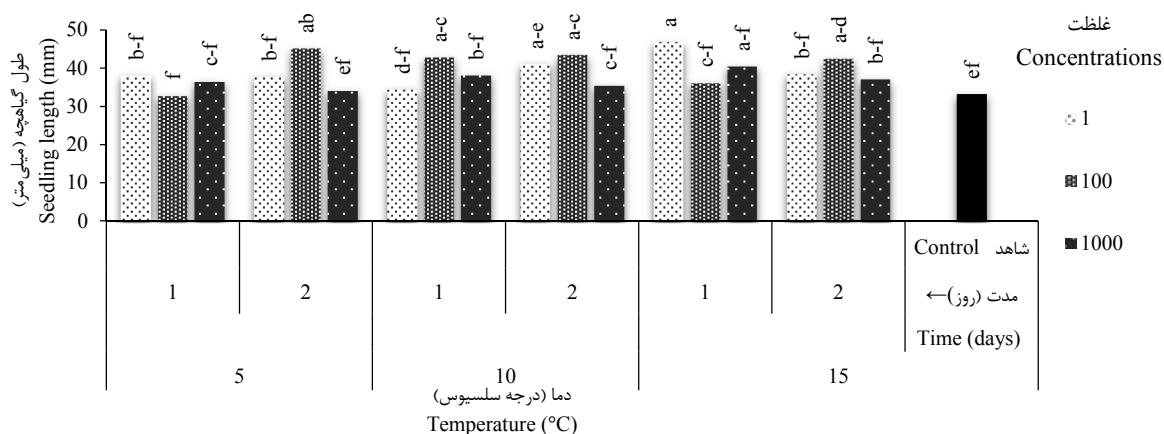 طول گیاهچه (میلی‌متر)
Seedling length (mm)
50
40
30
20
10
0
b-f
f
c-f
b-f
ab
ef
d-f
a-c
b-f
a-e
a-c
c-f
a
c-f
a-f
b-f
a-d
b-f
ef
غلظت
Concentrations
1
100
1000
1
2
1
2
1
2
Control شاهد
مدت (روز)←
Time (days)
5
10
15
دما (درجه سلسیوس)
Temperature (°C)